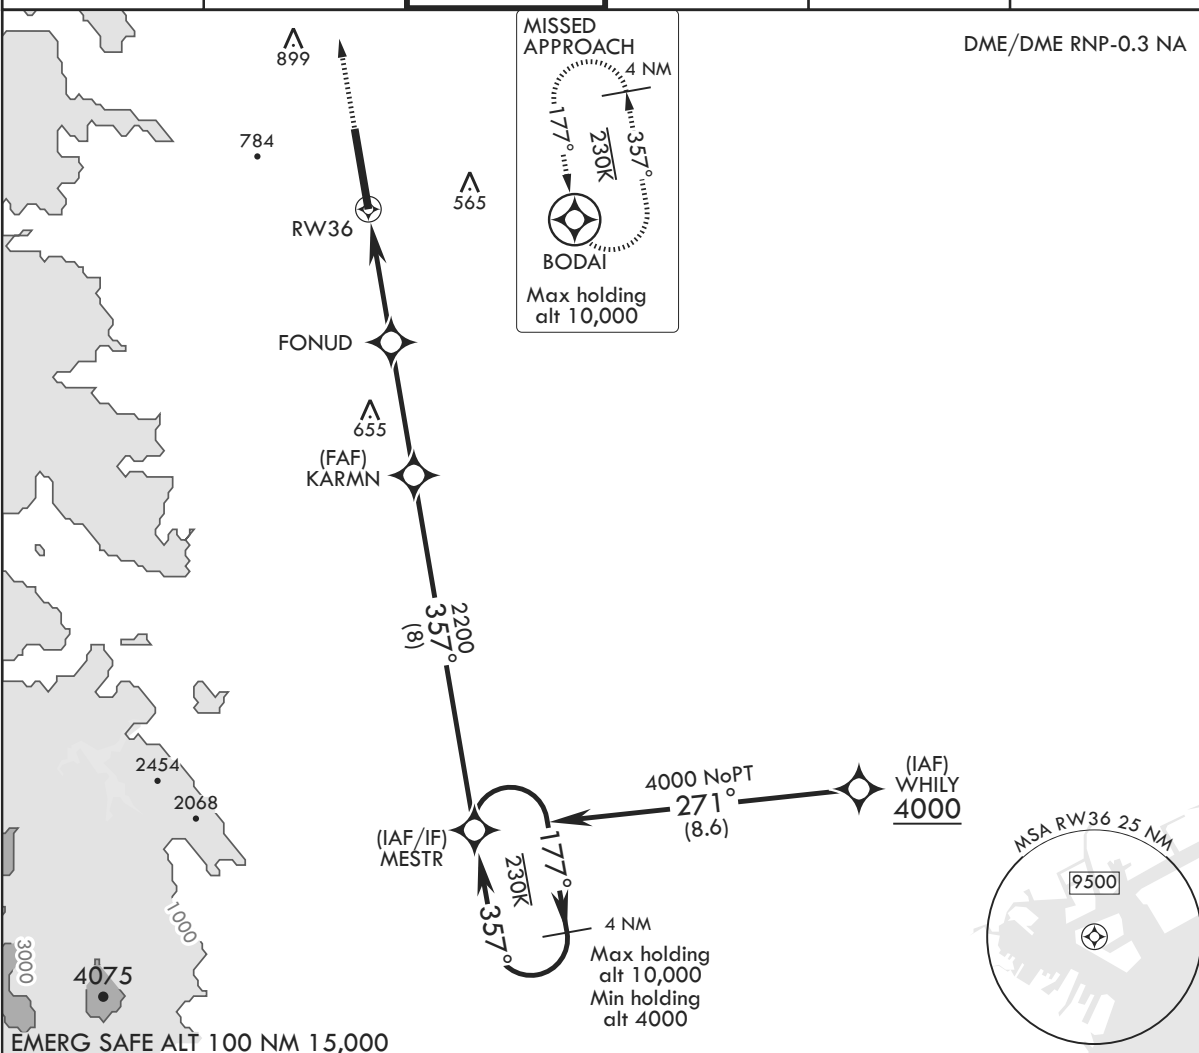 MISSED
APPROACH
4 NM
177°
230K
357°
BODAI
Max holding
alt 10,000
DME/DME RNP-0.3 NA
899
784
565
RW36
FONUD
655
(FAF)
KARMN
2200
357°
(8)
2454
2068
(IAF/IF)
MESTR
4000 NoPT
271°
(8.6)
(IAF)
WHILY
4000
177°
230K
357°
4 NM
Max holding
alt 10,000
Min holding
alt 4000
MSA RW36 25 NM
9500
1000
3000
4075
EMERG SAFE ALT 100 NM 15,000